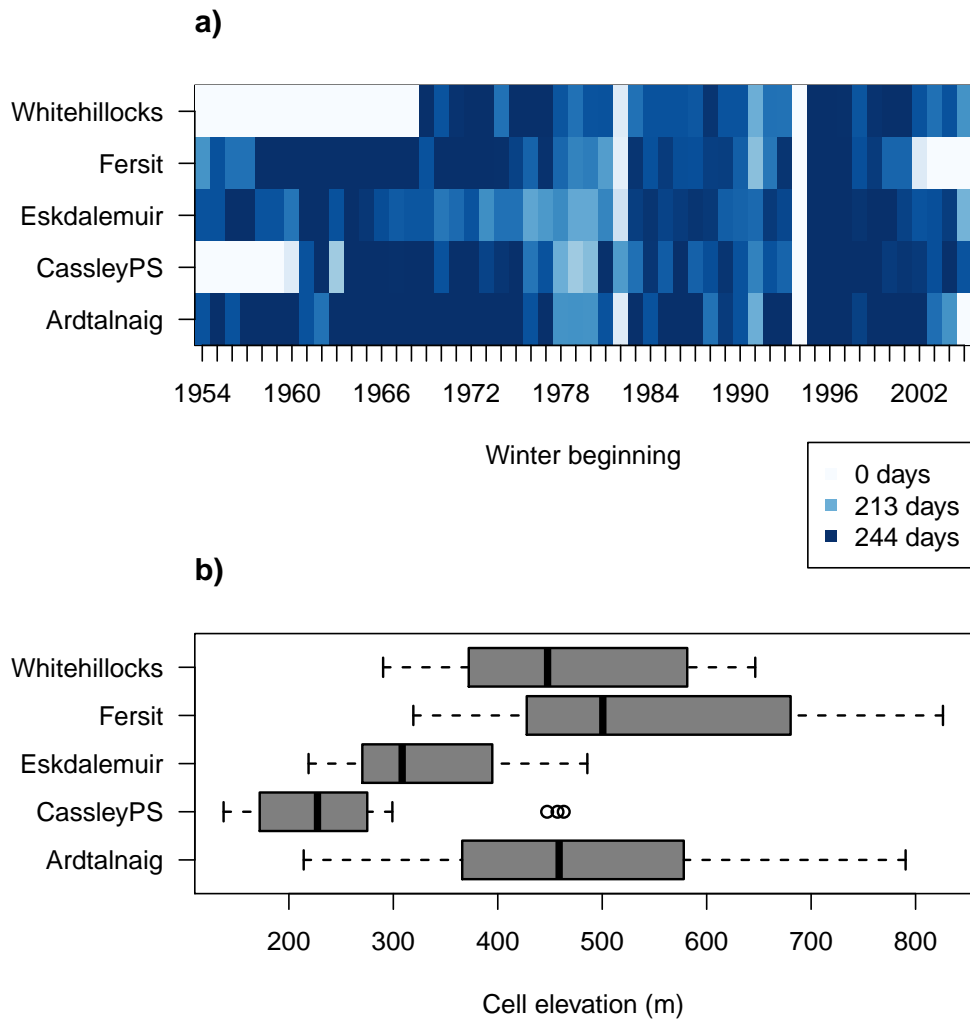 a)
Whitehillocks
Fersit
Eskdalemuir
CassleyPS
Ardtalnaig
1954 1960 1966 1972 1978 1984 1990 1996 2002
Winter beginning
0 days
213 days
244 days
b)
Whitehillocks
Fersit
Eskdalemuir
CassleyPS
Ardtalnaig
200 300 400 500 600 700 800
Cell elevation (m)